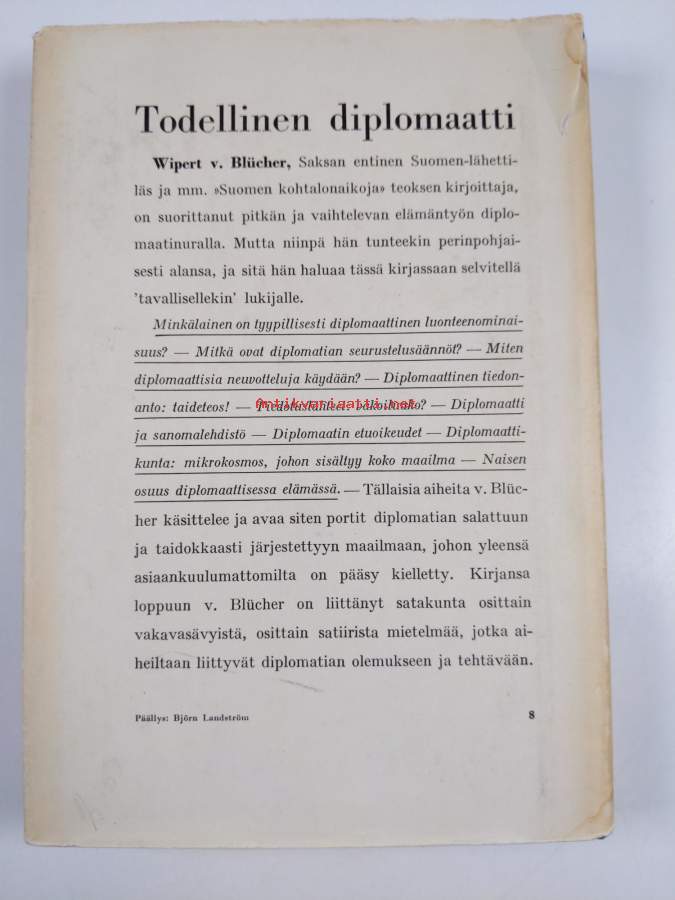 Todellinen diplomaatti
Wipert v. Blücher, Saksan entinen Suomen-lähetti-
läs ja mm. »Suomen kohtalonaikoja» teoksen kirjoittaja,
on suorittanut pitkän ja vaihtelevan elämäntyön diplo-
maatinuralla. Mutta niinpä hän tunteekin perinpohjai-
sesti alansa, ja sitä hän haluaa tässä kirjassaan selvitellä
'tavallisellekin' lukijalle.
Minkälainen on tyypillisesti diplomaattinen luonteenominai-
suus? — Mitkä ovat diplomatian seurustelusäännöt? — Miten
diplomaattisia neuvotteluja käydään? — Diplomaattinen tiedon-
anto: taideteos! — — Diplomaatti
Antikvariaatti.net
ja sanomalehdistö — Diplomaatin etuoikeudet — Diplomaatti-
kunta: mikrokosmos, johon sisältyy koko maailma — Naisen
osuus diplomaattisessa elämässä. — Tällaisia aiheita v. Blüc-
her käsittelee ja avaa siten portit diplomatian salattuun
ja taidokkaasti järjestettyyn maailmaan, johon yleensä
asiaankuulumattomilta on pääsy kielletty. Kirjansa
loppuun v. Blücher on liittänyt satakunta osittain
vakavasävyistä, osittain satiirista mietelmää, jotka ai-
heiltaan liittyvät diplomatian olemukseen ja tehtävään.
Päällys: Björn Landström 8